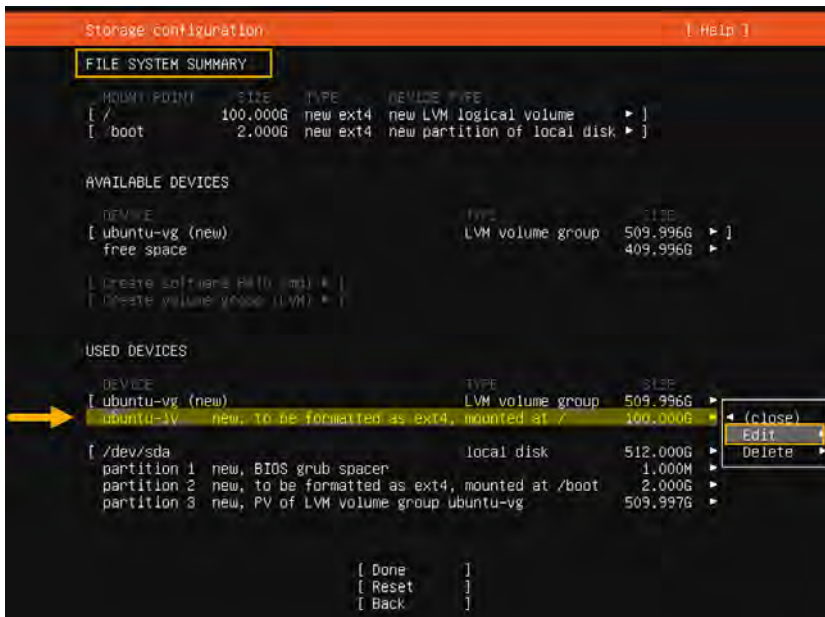 Storage configuration [ Help ]
FILE SYSTEM SUMMARY
MOUNT POINT SIZE TYPE DEVICE TYPE
[ / 100.000G new ext4 new LVM logical volume ► ]
[ /boot 2.000G new ext4 new partition of local disk ► ]
AVAILABLE DEVICES
DEVICE TYPE SIZE
[ ubuntu-vg (new) LVM volume group 509.996G ► ]
free space 409.996G ►
[ Create software RAID (md) ► ]
[ Create volume group (LVM) ► ]
USED DEVICES
DEVICE TYPE SIZE
[ ubuntu-vg (new) LVM volume group 509.996G ►
ubuntu-lv new, to be formatted as ext4, mounted at / 100.000G ► ◄ (close)
Edit ►
[ /dev/sda local disk 512.000G ► Delete ►
partition 1 new, BIOS grub spacer 1.000M ►
partition 2 new, to be formatted as ext4, mounted at /boot 2.000G ►
partition 3 new, PV of LVM volume group ubuntu-vg 509.997G ►
[ Done ]
[ Reset ]
[ Back ]